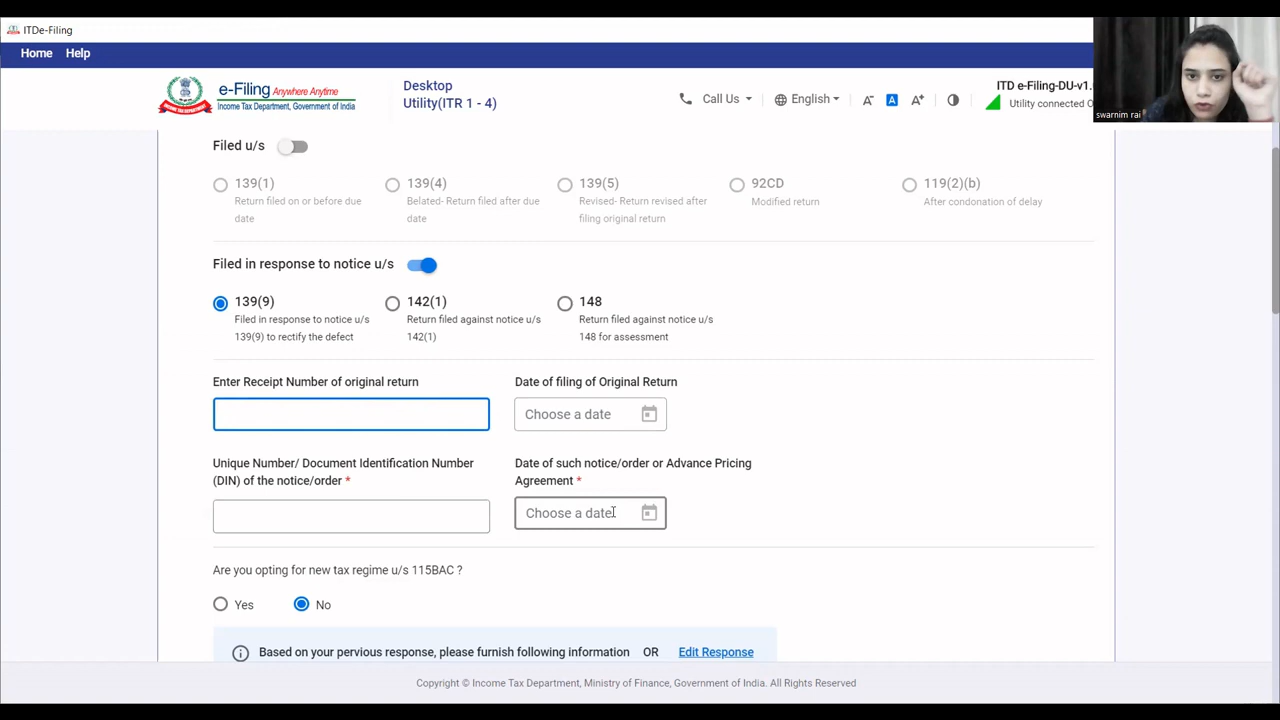 ITDe-Filing
Home Help
e-Filing Anywhere Anytime
Income Tax Department, Government of India
Desktop
Utility(ITR 1 - 4)
Call Us
English
A-
A
A+
ITD e-Filing-DU-v1.
Utility connected O
swarnim rai
Filed u/s
139(1)
Return filed on or before due
date
139(4)
Belated- Return filed after due
date
139(5)
Revised- Return revised after
filing original return
92CD
Modified return
119(2)(b)
After condonation of delay
Filed in response to notice u/s
139(9)
Filed in response to notice u/s
139(9) to rectify the defect
142(1)
Return filed against notice u/s
142(1)
148
Return filed against notice u/s
148 for assessment
Enter Receipt Number of original return
Date of filing of Original Return
Choose a date
Unique Number/ Document Identification Number
(DIN) of the notice/order *
Date of such notice/order or Advance Pricing
Agreement *
Choose a date
Are you opting for new tax regime u/s 115BAC ?
Yes
No
Based on your pervious response, please furnish following information OR Edit Response
Copyright © Income Tax Department, Ministry of Finance, Government of India. All Rights Reserved